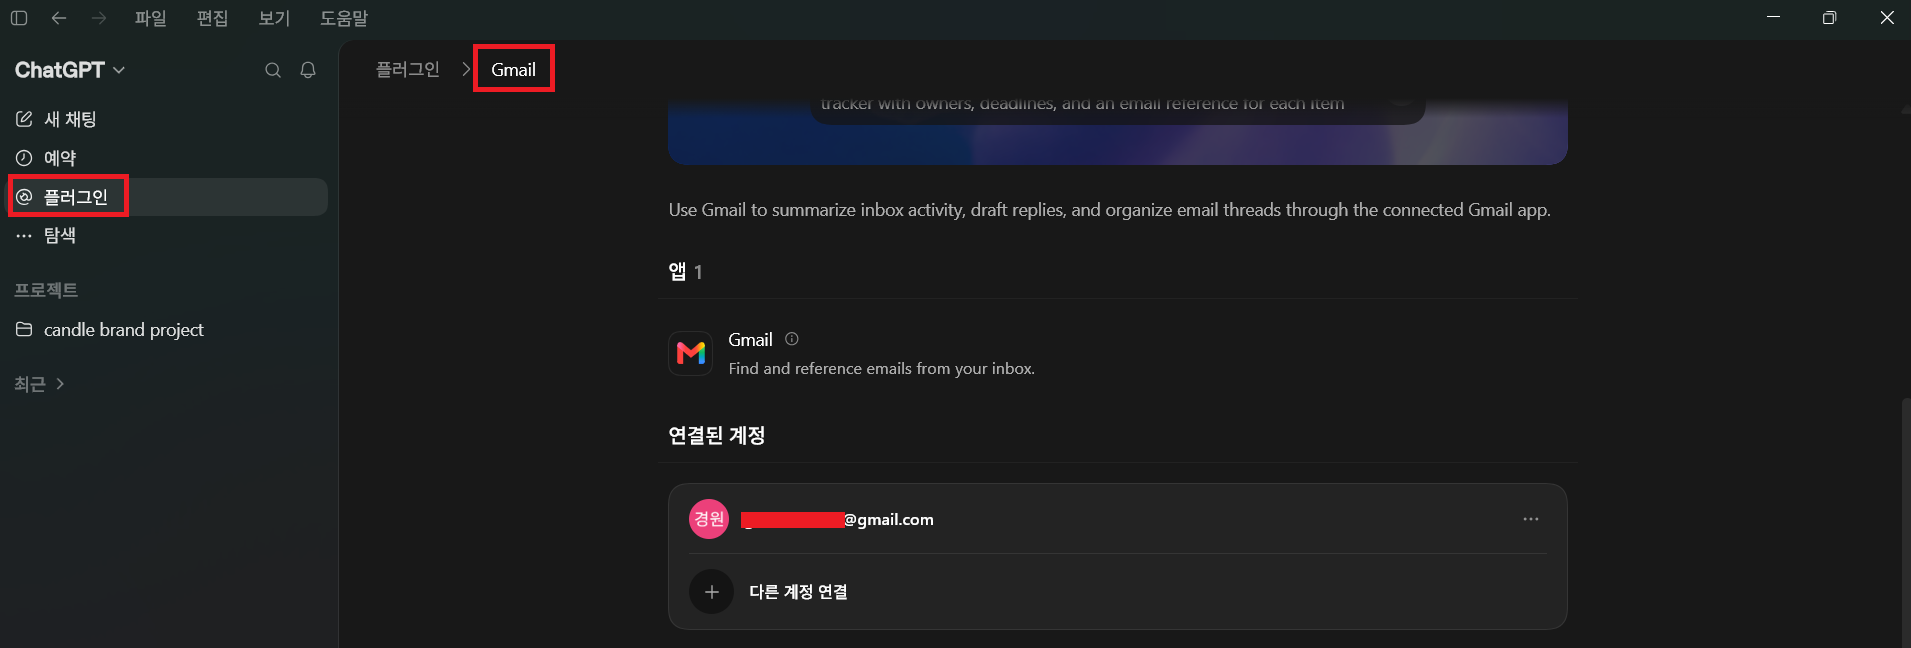 파일 편집 보기 도움말
ChatGPT
새 채팅
예약
플러그인
탐색
프로젝트
candle brand project
최근
플러그인 > Gmail
tracker with owners, deadlines, and an email reference for each item
Use Gmail to summarize inbox activity, draft replies, and organize email threads through the connected Gmail app.
앱 1
Gmail
Find and reference emails from your inbox.
연결된 계정
경원 @gmail.com
다른 계정 연결